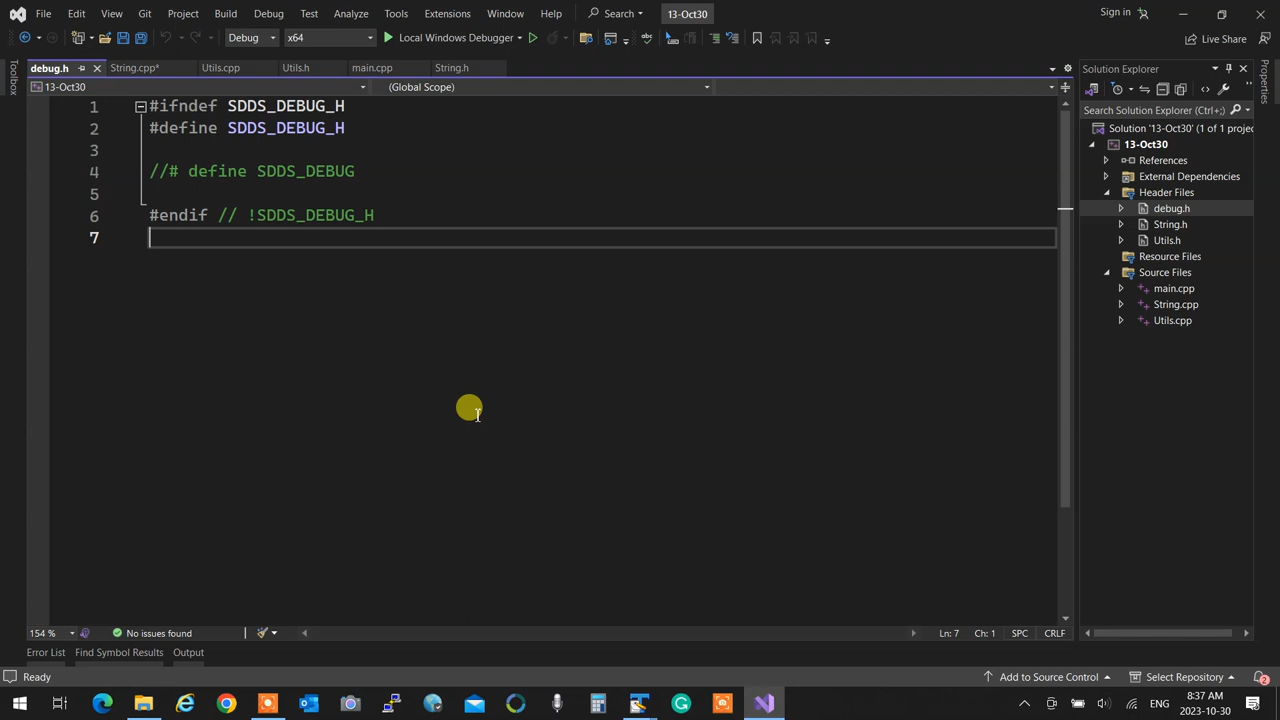 File Edit View Git Project Build Debug Test Analyze Tools Extensions Window Help Search 13-Oct30 Sign in
Debug x64 Local Windows Debugger Live Share
debug.h String.cpp* Utils.cpp Utils.h main.cpp String.h
13-Oct30 (Global Scope)
1 #ifndef SDDS_DEBUG_H
2 #define SDDS_DEBUG_H
3
4 //# define SDDS_DEBUG
5
6 #endif // !SDDS_DEBUG_H
7
154 % No issues found Ln: 7 Ch: 1 SPC CRLF
Error List Find Symbol Results Output
Ready Add to Source Control Select Repository 2
Toolbox
Solution Explorer
Search Solution Explorer (Ctrl+;)
Solution '13-Oct30' (1 of 1 projec
13-Oct30
References
External Dependencies
Header Files
debug.h
String.h
Utils.h
Resource Files
Source Files
main.cpp
String.cpp
Utils.cpp
Properties
ENG
8:37 AM
2023-10-30